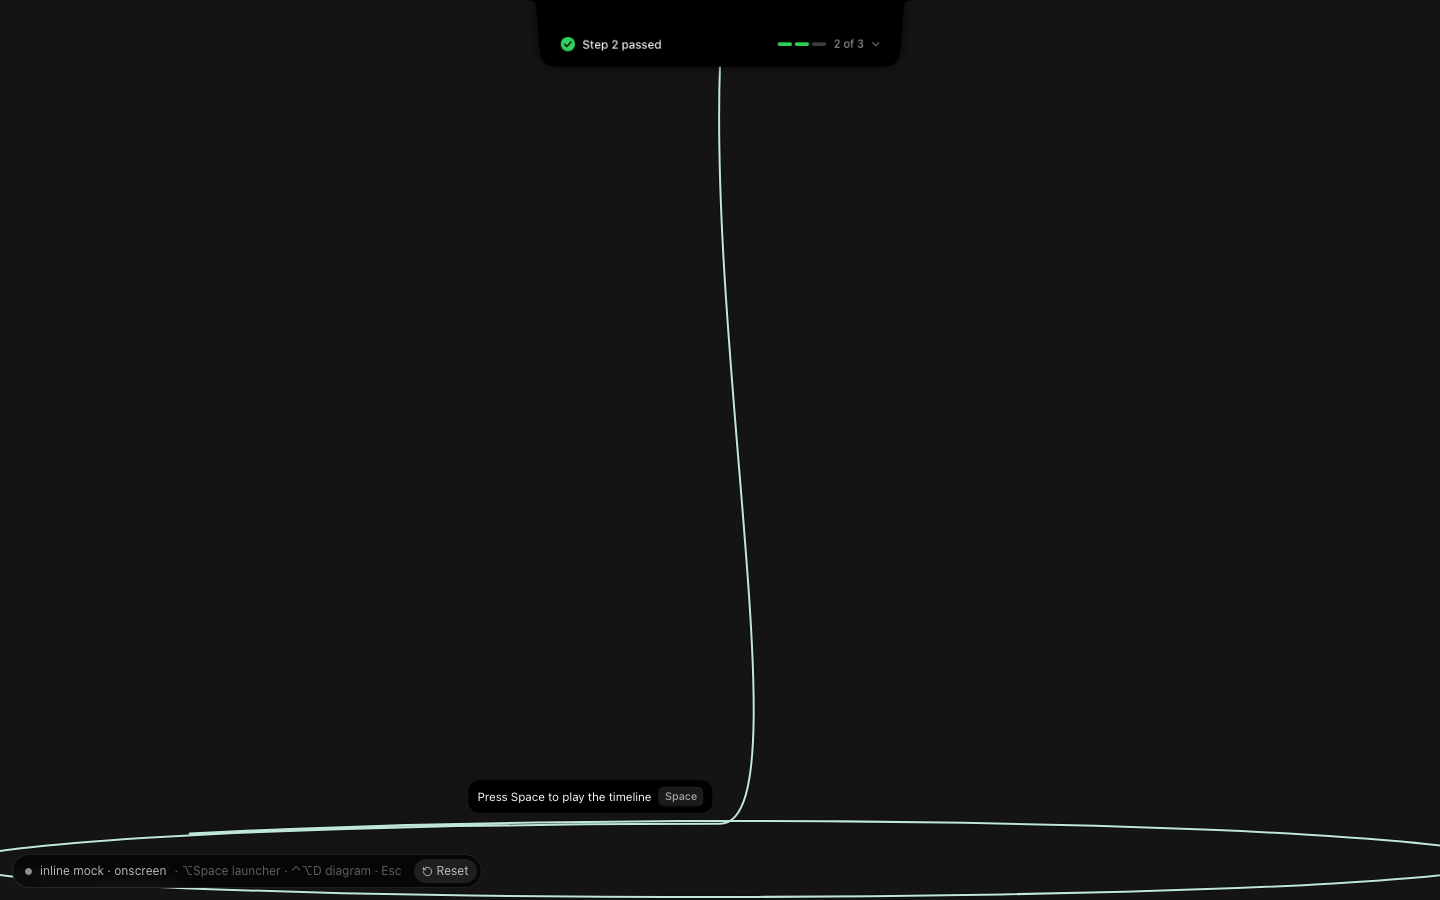 Step 2 passed
2 of 3
Press Space to play the timeline Space
inline mock · onscreen · ⌥Space launcher · ^⌥D diagram · Esc Reset